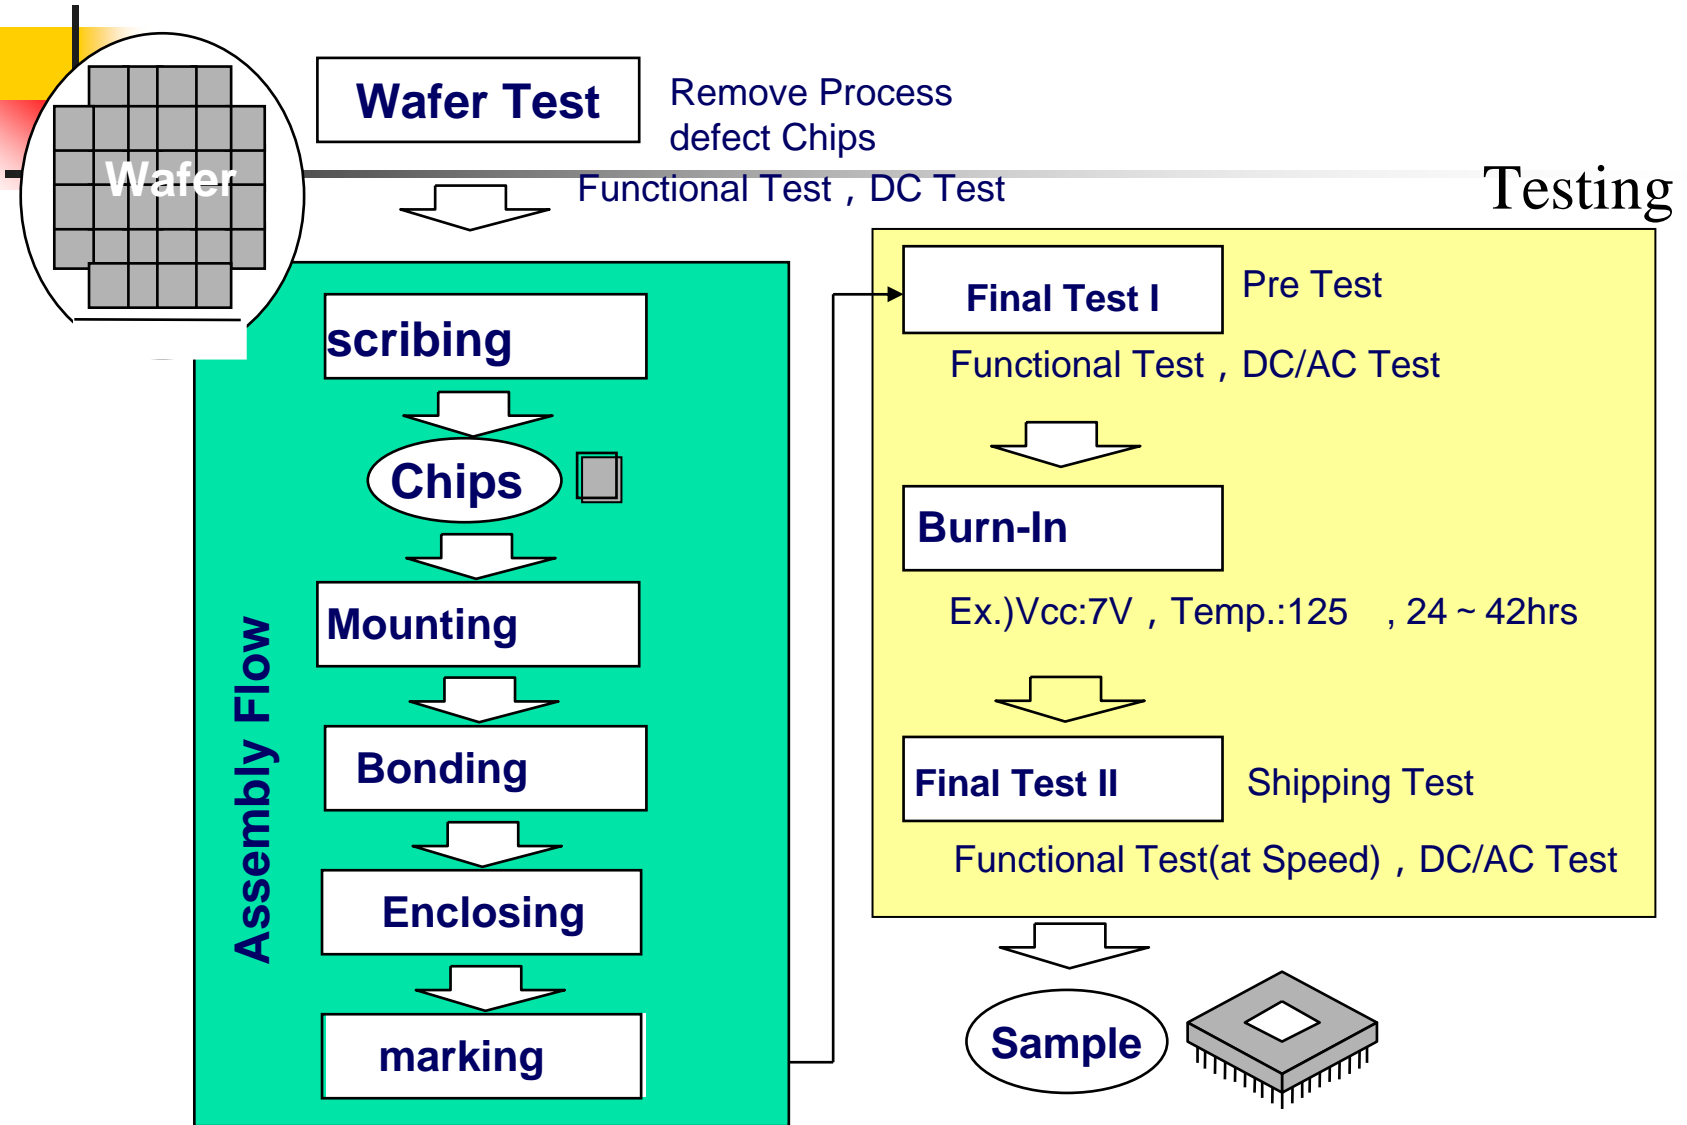 Wafer
Wafer Test
Remove Process
defect Chips
Functional Test , DC Test
Testing
Assembly Flow
scribing
Chips
Mounting
Bonding
Enclosing
marking
Final Test I
Pre Test
Functional Test , DC/AC Test
Burn-In
Ex.)Vcc:7V , Temp.:125 , 24 ~ 42hrs
Final Test II
Shipping Test
Functional Test(at Speed) , DC/AC Test
Sample